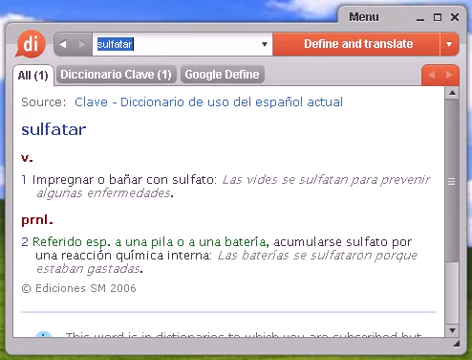 Menu
di
sulfatar
Define and translate
All (1)
Diccionario Clave (1)
Google Define
Source: Clave - Diccionario de uso del español actual
sulfatar
v.
1 Impregnar o bañar con sulfato: Las vides se sulfatan para prevenir
algunas enfermedades.
prnl.
2 Referido esp. a una pila o a una batería, acumularse sulfato por
una reacción química interna: Las baterías se sulfataron porque
estaban gastadas.
© Ediciones SM 2006
This word is in dictionaries to which you are subscribed but